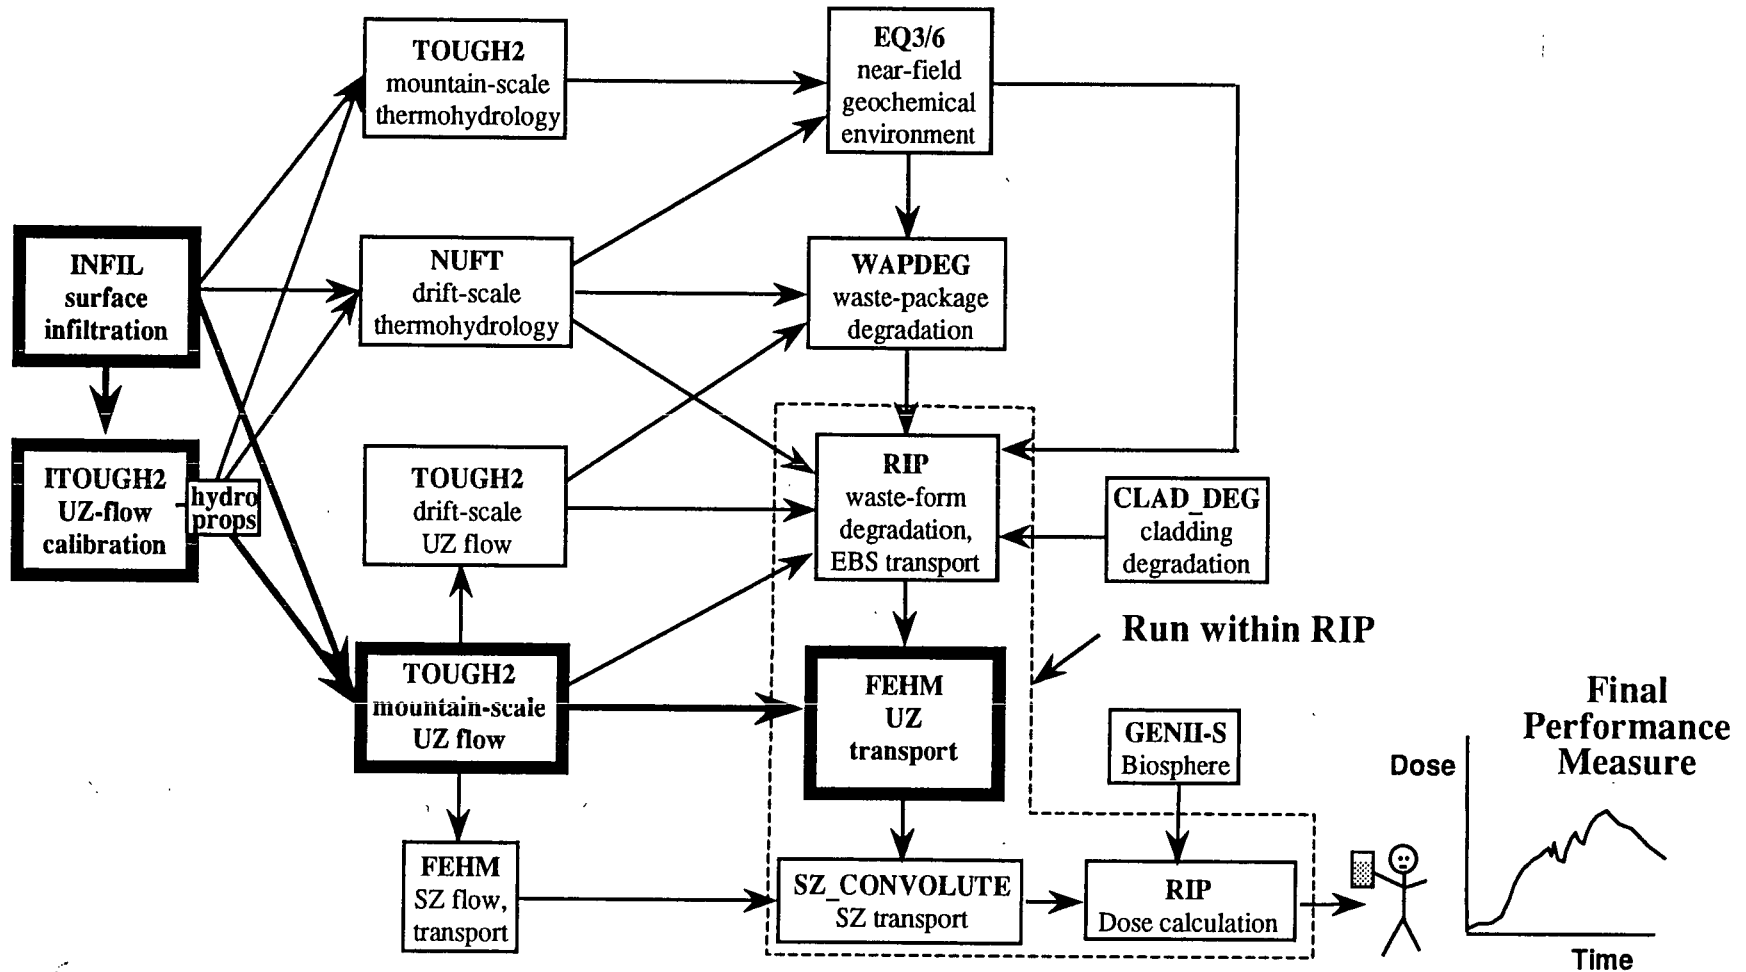 TOUGH2
mountain-scale
thermohydrology
EQ3/6
near-field
geochemical
environment
INFIL
surface
infiltration
NUFT
drift-scale
thermohydrology
WAPDEG
waste-package
degradation
ITOUGH2
UZ-flow
calibration
hydro
props
TOUGH2
drift-scale
UZ flow
RIP
waste-form
degradation,
EBS transport
CLAD_DEG
cladding
degradation
Run within RIP
TOUGH2
mountain-scale
UZ flow
FEHM
UZ
transport
GENII-S
Biosphere
Final
Performance
Measure
Dose
Time
FEHM
SZ flow,
transport
SZ_CONVOLUTE
SZ transport
RIP
Dose calculation